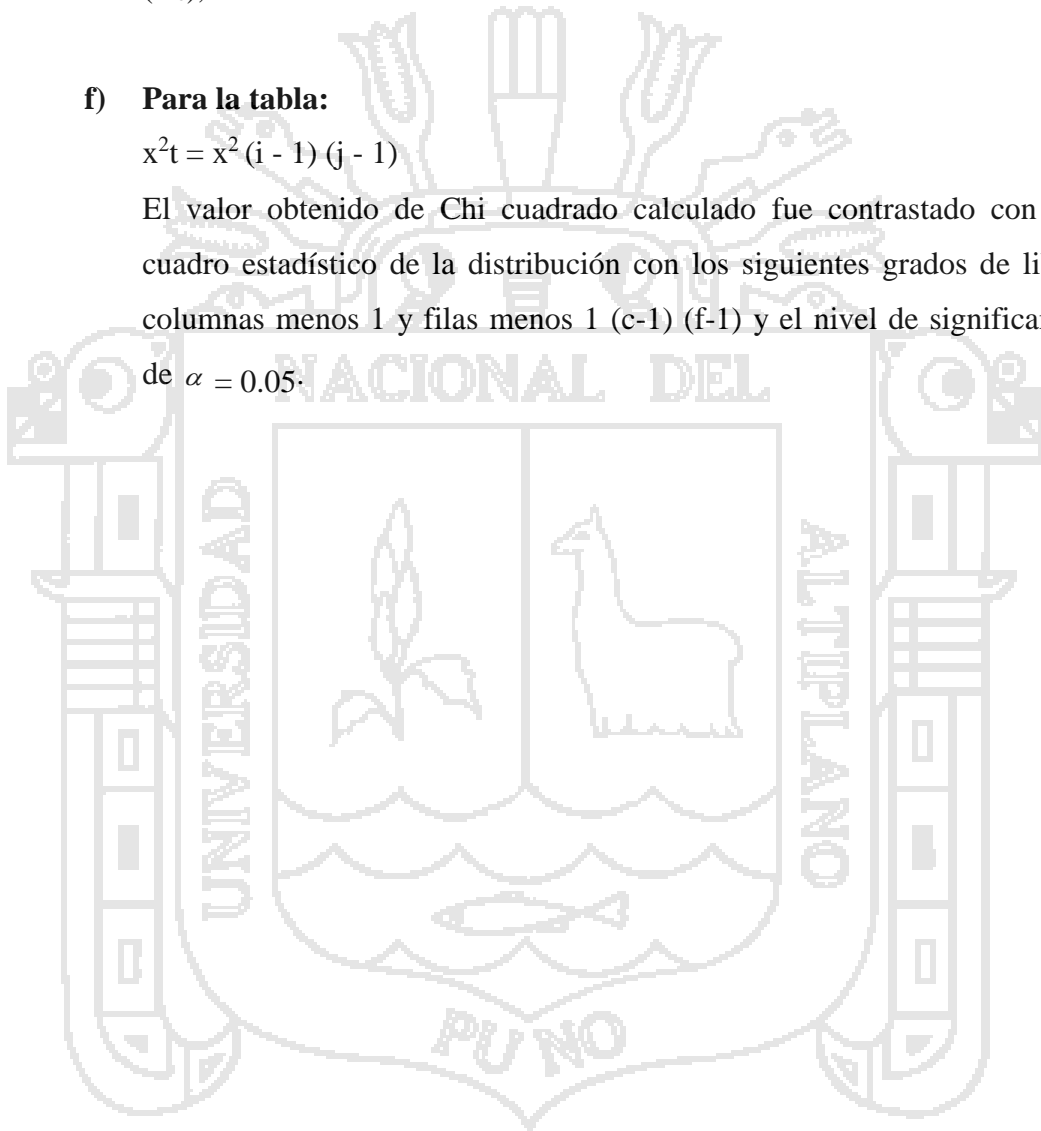 f) Para la tabla:
x²t = x² (i - 1) (j - 1)
El valor obtenido de Chi cuadrado calculado fue contrastado con
cuadro estadístico de la distribución con los siguientes grados de li
columnas menos 1 y filas menos 1 (c-1) (f-1) y el nivel de significa
de α = 0.05.
UNIVERSIDAD
NACIONAL DEL
ALTIPLANO
PUNO